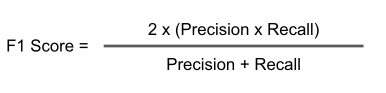 2 x (Precision x Recall)
F1 Score =
Precision + Recall